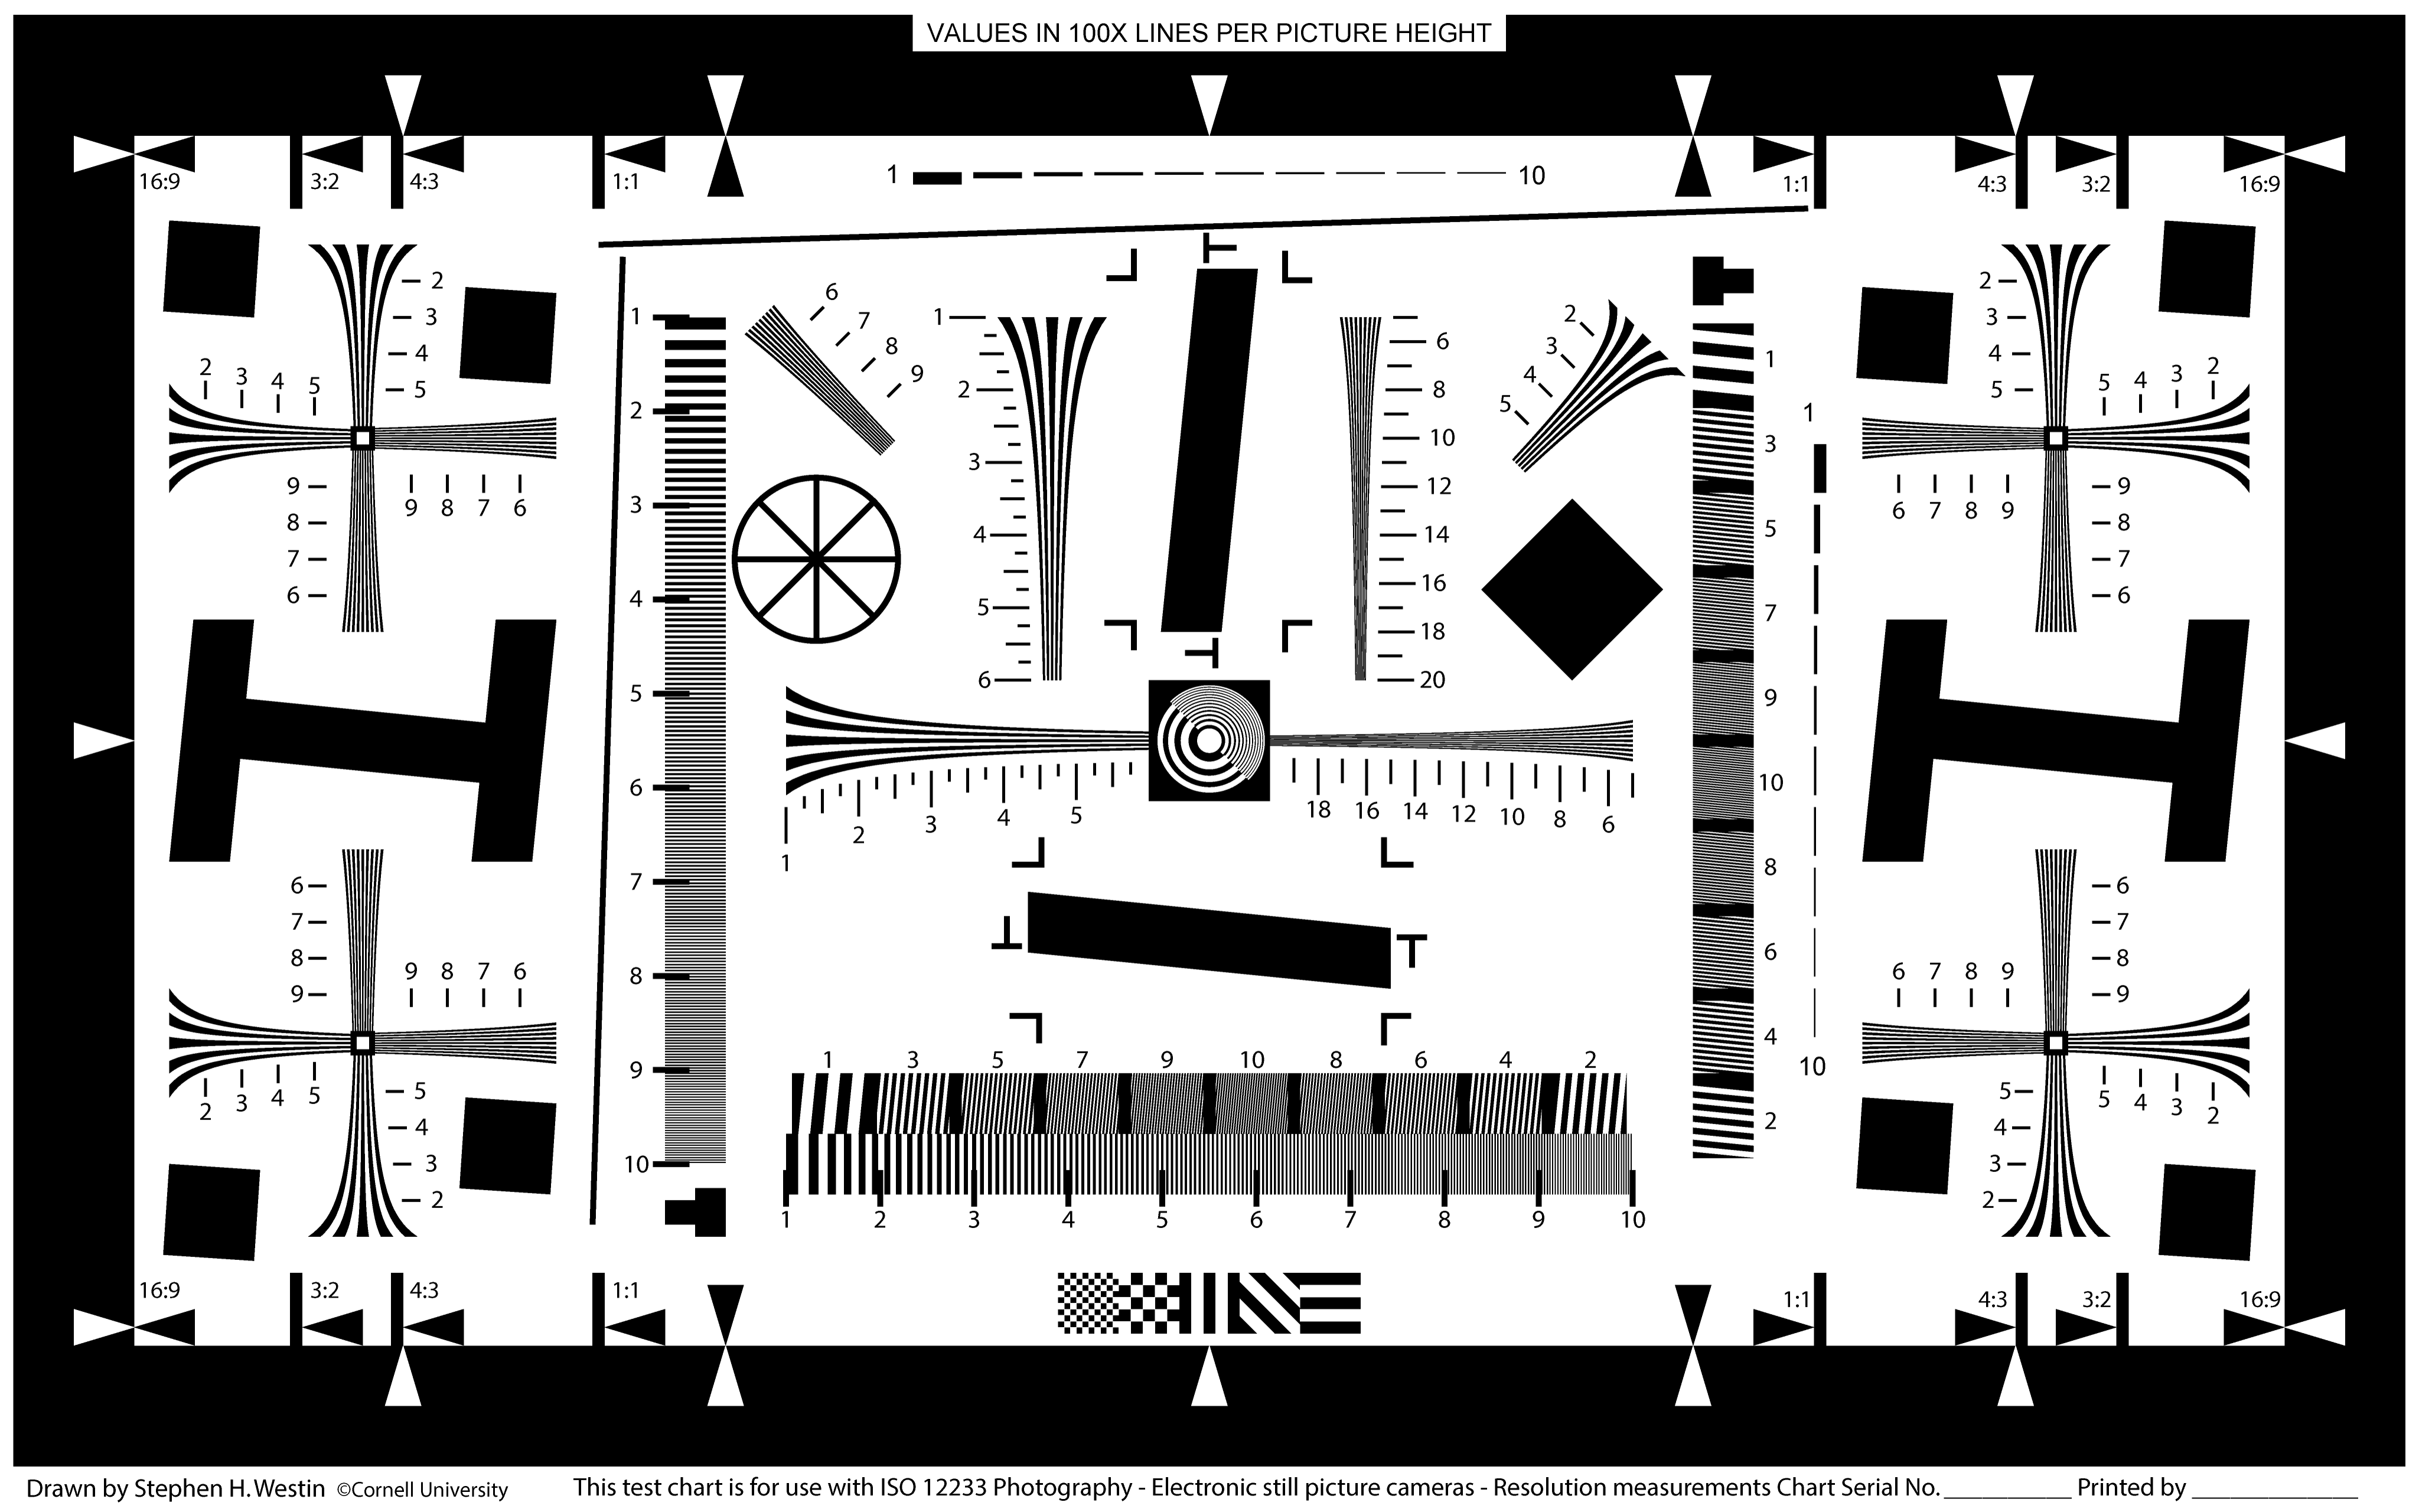 VALUES IN 100X LINES PER PICTURE HEIGHT
16:9 3:2 4:3 1:1 1 10 1:1 4:3 3:2 16:9
2 3 4 5
2 3 4 5
9 8 7 6
9 8 7 6
1 2 3 4 5 6 7 8 9 10
6 7 8 9
1 2 3 4 5 6
6 8 10 12 14 16 18 20
2 3 4 5
1 3 5 7 9 10 8 6 4 2
1 10
2 3 4 5
5 4 3 2
6 7 8 9
9 8 7 6
1 2 3 4 5
18 16 14 12 10 8 6
6 7 8 9
9 8 7 6
2 3 4 5
5 4 3 2
6 7 8 9
6 7 8 9
5 4 3 2
5 4 3 2
1 3 5 7 9 10 8 6 4 2
1 2 3 4 5 6 7 8 9 10
16:9 3:2 4:3 1:1 1:1 4:3 3:2 16:9
Drawn by Stephen H. Westin ©Cornell University This test chart is for use with ISO 12233 Photography - Electronic still picture cameras - Resolution measurements Chart Serial No. __________ Printed by _____________